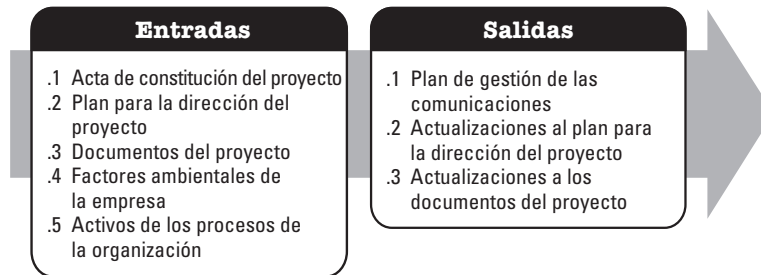 Entradas
.1 Acta de constitución del proyecto
.2 Plan para la dirección del
proyecto
.3 Documentos del proyecto
.4 Factores ambientales de
la empresa
.5 Activos de los procesos de
la organización
Salidas
.1 Plan de gestión de las
comunicaciones
.2 Actualizaciones al plan para
la dirección del proyecto
.3 Actualizaciones a los
documentos del proyecto